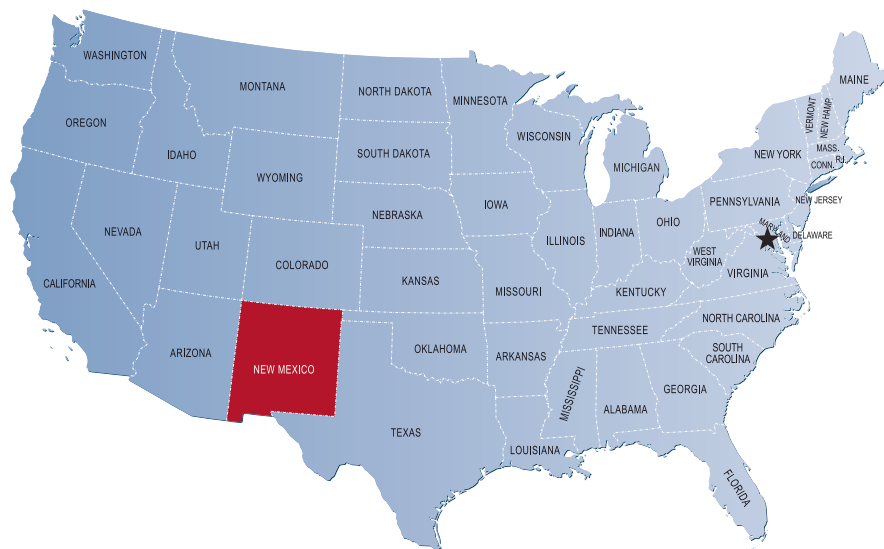 WASHINGTON
MONTANA
NORTH DAKOTA
MINNESOTA
MAINE
OREGON
IDAHO
WYOMING
SOUTH DAKOTA
WISCONSIN
MICHIGAN
NEW YORK
VERMONT
NEW HAMP.
MASS.
CONN.
R.I.
NEVADA
UTAH
COLORADO
NEBRASKA
IOWA
ILLINOIS
INDIANA
OHIO
PENNSYLVANIA
NEW JERSEY
MARYLAND
DELAWARE
WEST
VIRGINIA
VIRGINIA
CALIFORNIA
KANSAS
MISSOURI
KENTUCKY
NORTH CAROLINA
TENNESSEE
SOUTH
CAROLINA
ARIZONA
NEW MEXICO
OKLAHOMA
ARKANSAS
MISSISSIPPI
ALABAMA
GEORGIA
TEXAS
LOUISIANA
FLORIDA